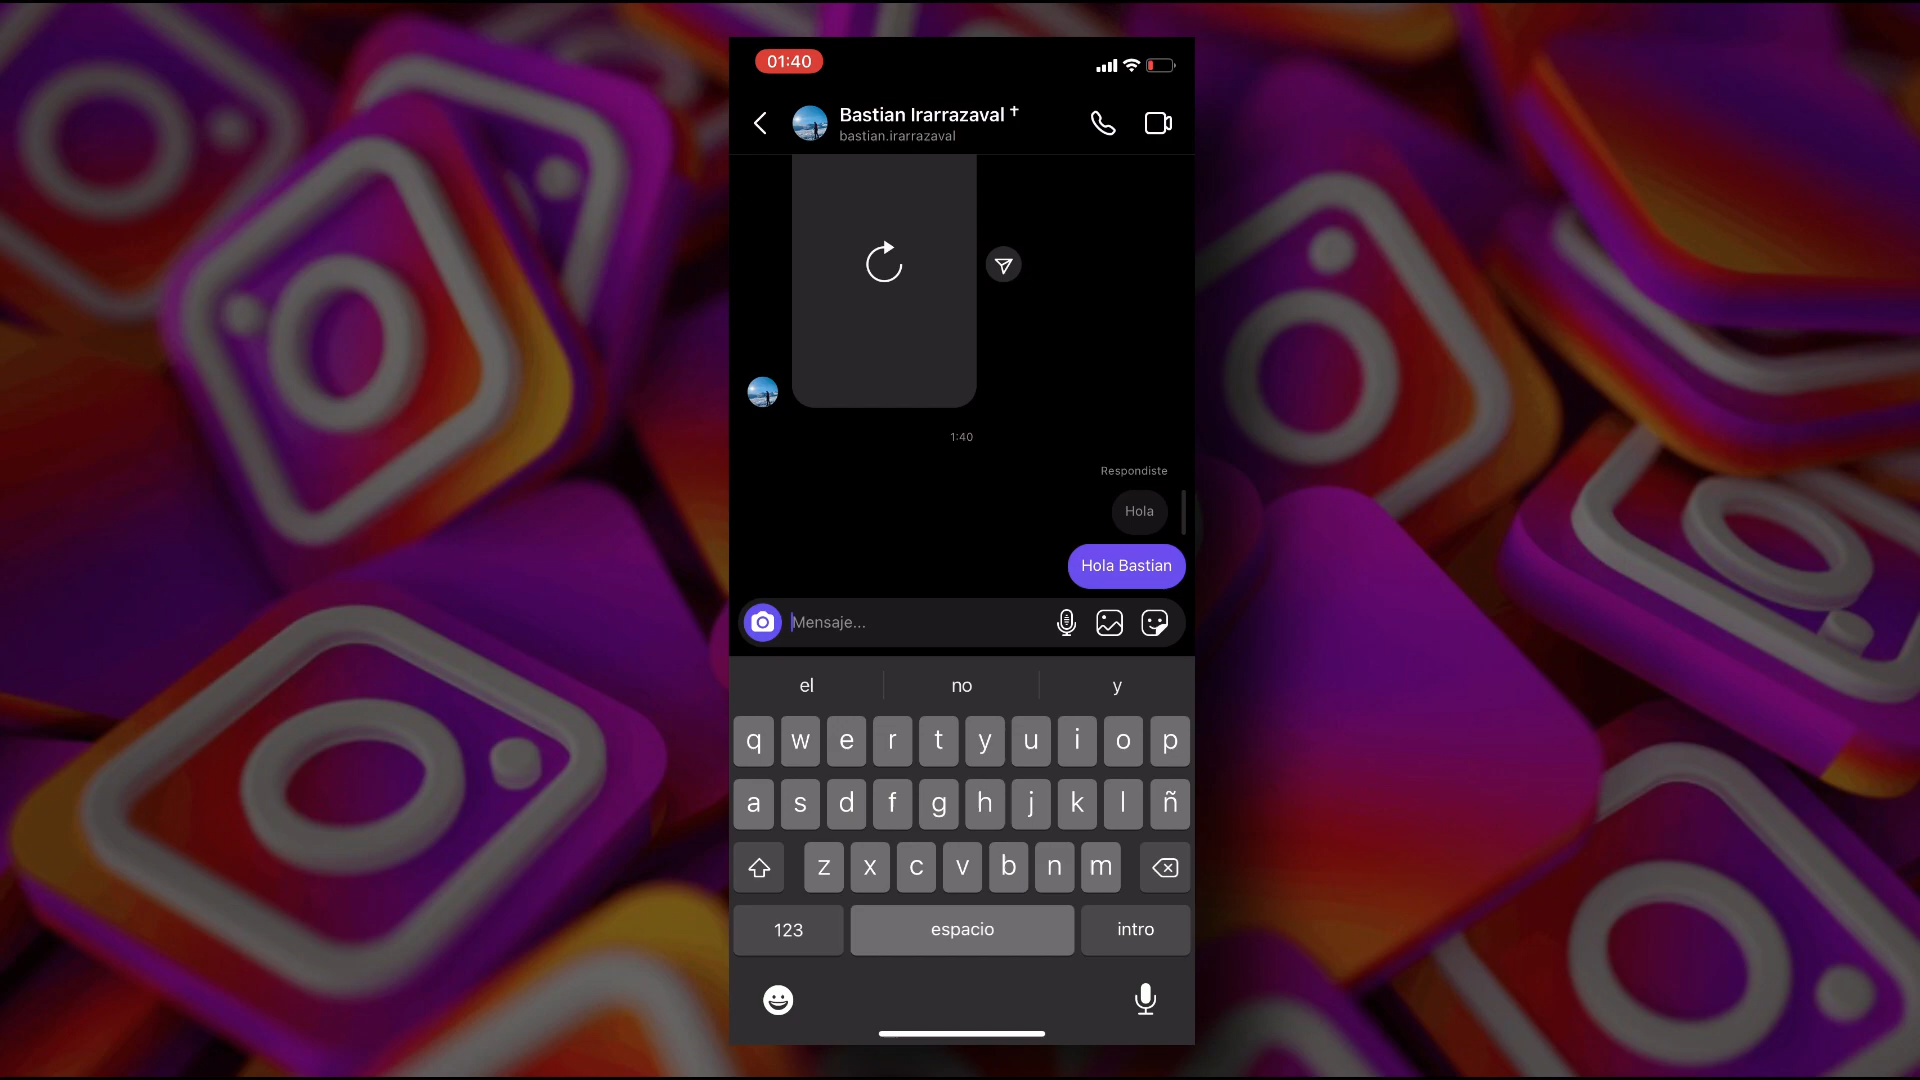 01:40
Bastian Irarrazaval †
bastian.irarrazaval
1:40
Respondiste
Hola
Hola Bastian
Mensaje...
el no y
q w e r t y u i o p
a s d f g h j k l ñ
z x c v b n m
123 espacio intro